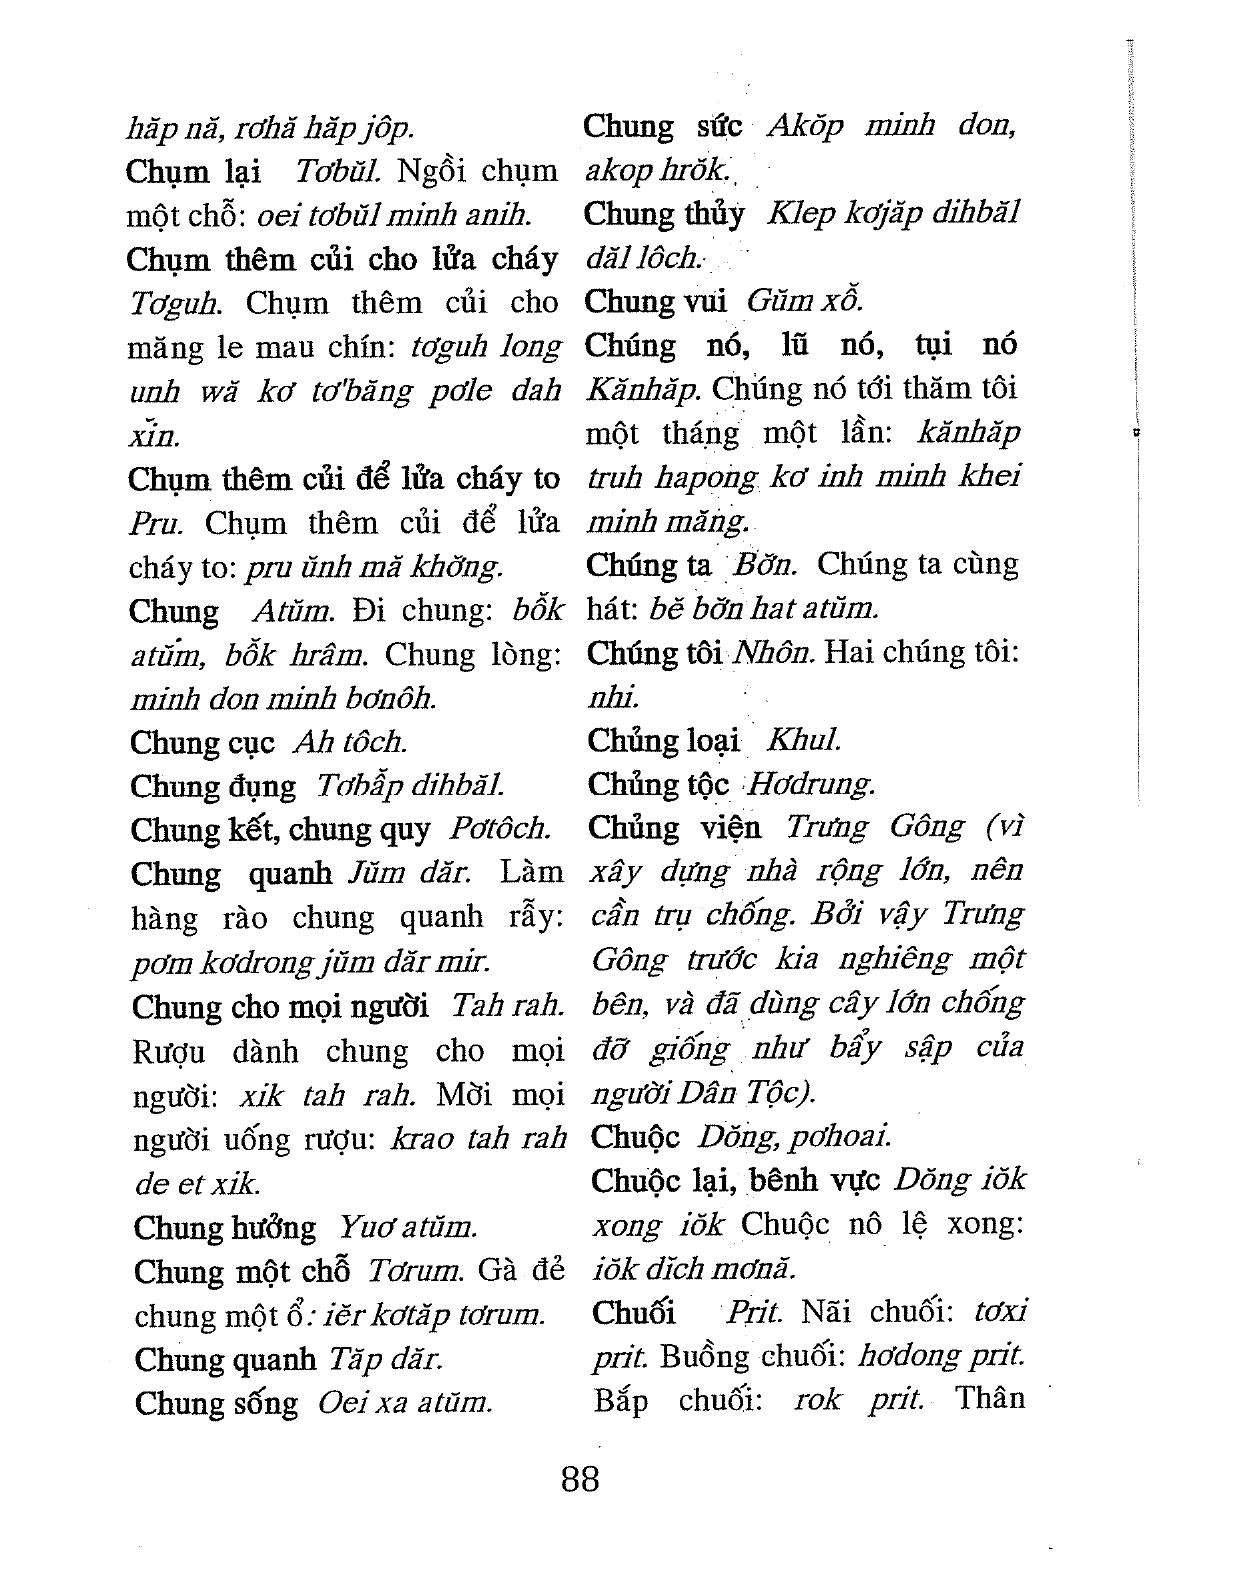 hăp nă, rơhă hăp jôp.
Chụm lại Tơbŭl. Ngồi chụm
một chỗ: oei tơbŭl minh anih.
Chụm thêm củi cho lửa cháy
Tơguh. Chụm thêm củi cho
măng le mau chín: tơguh long
unh wă kơ tơ'băng pơle dah
xĭn.
Chụm thêm củi để lửa cháy to
Pru. Chụm thêm củi để lửa
cháy to: pru ŭnh mă khơ̆ng.
Chung Atŭm. Đi chung: bô̆k
atŭm, bô̆k hrâm. Chung lòng:
minh don minh bơnôh.
Chung cục Ah tôch.
Chung đụng Tơbâ̆p dihbăl.
Chung kết, chung quy Pơtôch.
Chung quanh Jŭm dăr. Làm
hàng rào chung quanh rẫy:
pơm kơdrong jŭm dăr mir.
Chung cho mọi người Tah rah.
Rượu dành chung cho mọi
người: xik tah rah. Mời mọi
người uống rượu: krao tah rah
de et xik.
Chung hưởng Yuơ atŭm.
Chung một chỗ Tơrum. Gà đẻ
chung một ổ: iĕr kơtăp tơrum.
Chung quanh Tăp dăr.
Chung sống Oei xa atŭm.
Chung sức Akŏp minh don,
akop hrŏk.
Chung thủy Klep kơjăp dihbăl
dăl lôch.
Chung vui Gŭm xô̆.
Chúng nó, lũ nó, tụi nó
Kănhăp. Chúng nó tới thăm tôi
một tháng một lần: kănhăp
truh hapong kơ inh minh khei
minh măng.
Chúng ta Bơ̆n. Chúng ta cùng
hát: bĕ bơ̆n hat atŭm.
Chúng tôi Nhôn. Hai chúng tôi:
nhi.
Chủng loại Khul.
Chủng tộc Hơdrung.
Chủng viện Trưng Gông (vì
xây dựng nhà rộng lớn, nên
cần trụ chống. Bởi vậy Trưng
Gông trước kia nghiêng một
bên, và đã dùng cây lớn chống
đỡ giống như bẩy sập của
người Dân Tộc).
Chuộc Dŏng, pơhoai.
Chuộc lại, bênh vực Dŏng iŏk
xong iŏk Chuộc nô lệ xong:
iŏk dĭch mơnă.
Chuối Prit. Nãi chuối: tơxi
prit. Buồng chuối: hơdong prit.
Bắp chuối: rok prit. Thân
88